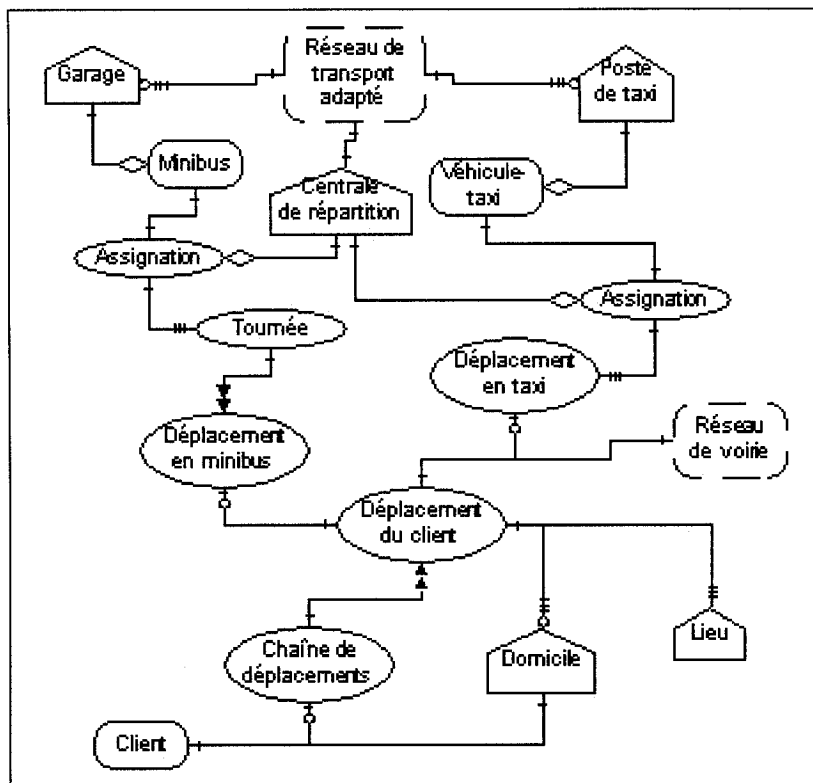 Réseau de
transport
adapté
Garage
Poste
de taxi
Minibus
Centrale
de répartition
Véhicule-
taxi
Assignation
Assignation
Tournée
Déplacement
en taxi
Déplacement
en minibus
Réseau
de voirie
Déplacement
du client
Chaîne de
déplacements
Domicile
Lieu
Client